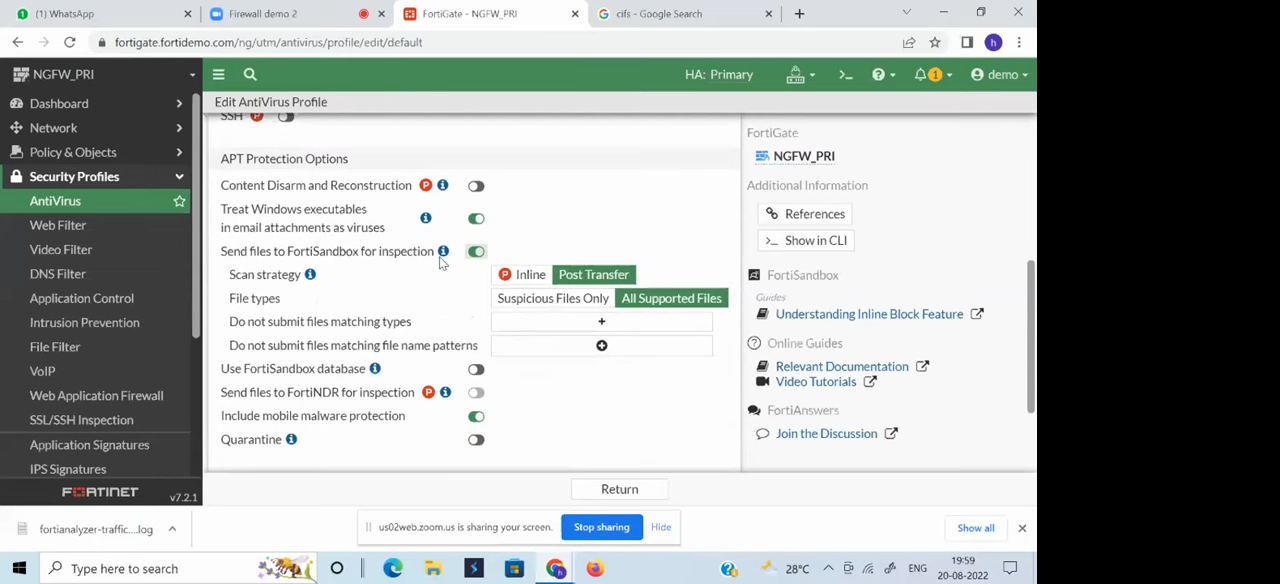 (1) WhatsApp
Firewall demo 2
FortiGate - NGFW_PRI
cifs - Google Search
fortigate.fortidemo.com/ng/utm/antivirus/profile/edit/default
h
NGFW_PRI
HA: Primary
1
demo
Dashboard
Network
Policy & Objects
Security Profiles
AntiVirus
Web Filter
Video Filter
DNS Filter
Application Control
Intrusion Prevention
File Filter
VoIP
Web Application Firewall
SSL/SSH Inspection
Application Signatures
IPS Signatures
FORTINET
v7.2.1
Edit AntiVirus Profile
SSH P
APT Protection Options
Content Disarm and Reconstruction P
Treat Windows executables
in email attachments as viruses
Send files to FortiSandbox for inspection
Scan strategy
P Inline Post Transfer
File types
Suspicious Files Only All Supported Files
Do not submit files matching types
+
Do not submit files matching file name patterns
Use FortiSandbox database
Send files to FortiNDR for inspection P
Include mobile malware protection
Quarantine
Return
FortiGate
NGFW_PRI
Additional Information
References
>_ Show in CLI
FortiSandbox
Guides
Understanding Inline Block Feature
Online Guides
Relevant Documentation
Video Tutorials
FortiAnswers
Join the Discussion
fortianalyzer-traffic....log
us02web.zoom.us is sharing your screen.
Stop sharing
Hide
Show all
Type here to search
28°C
ENG
19:59
20-08-2022